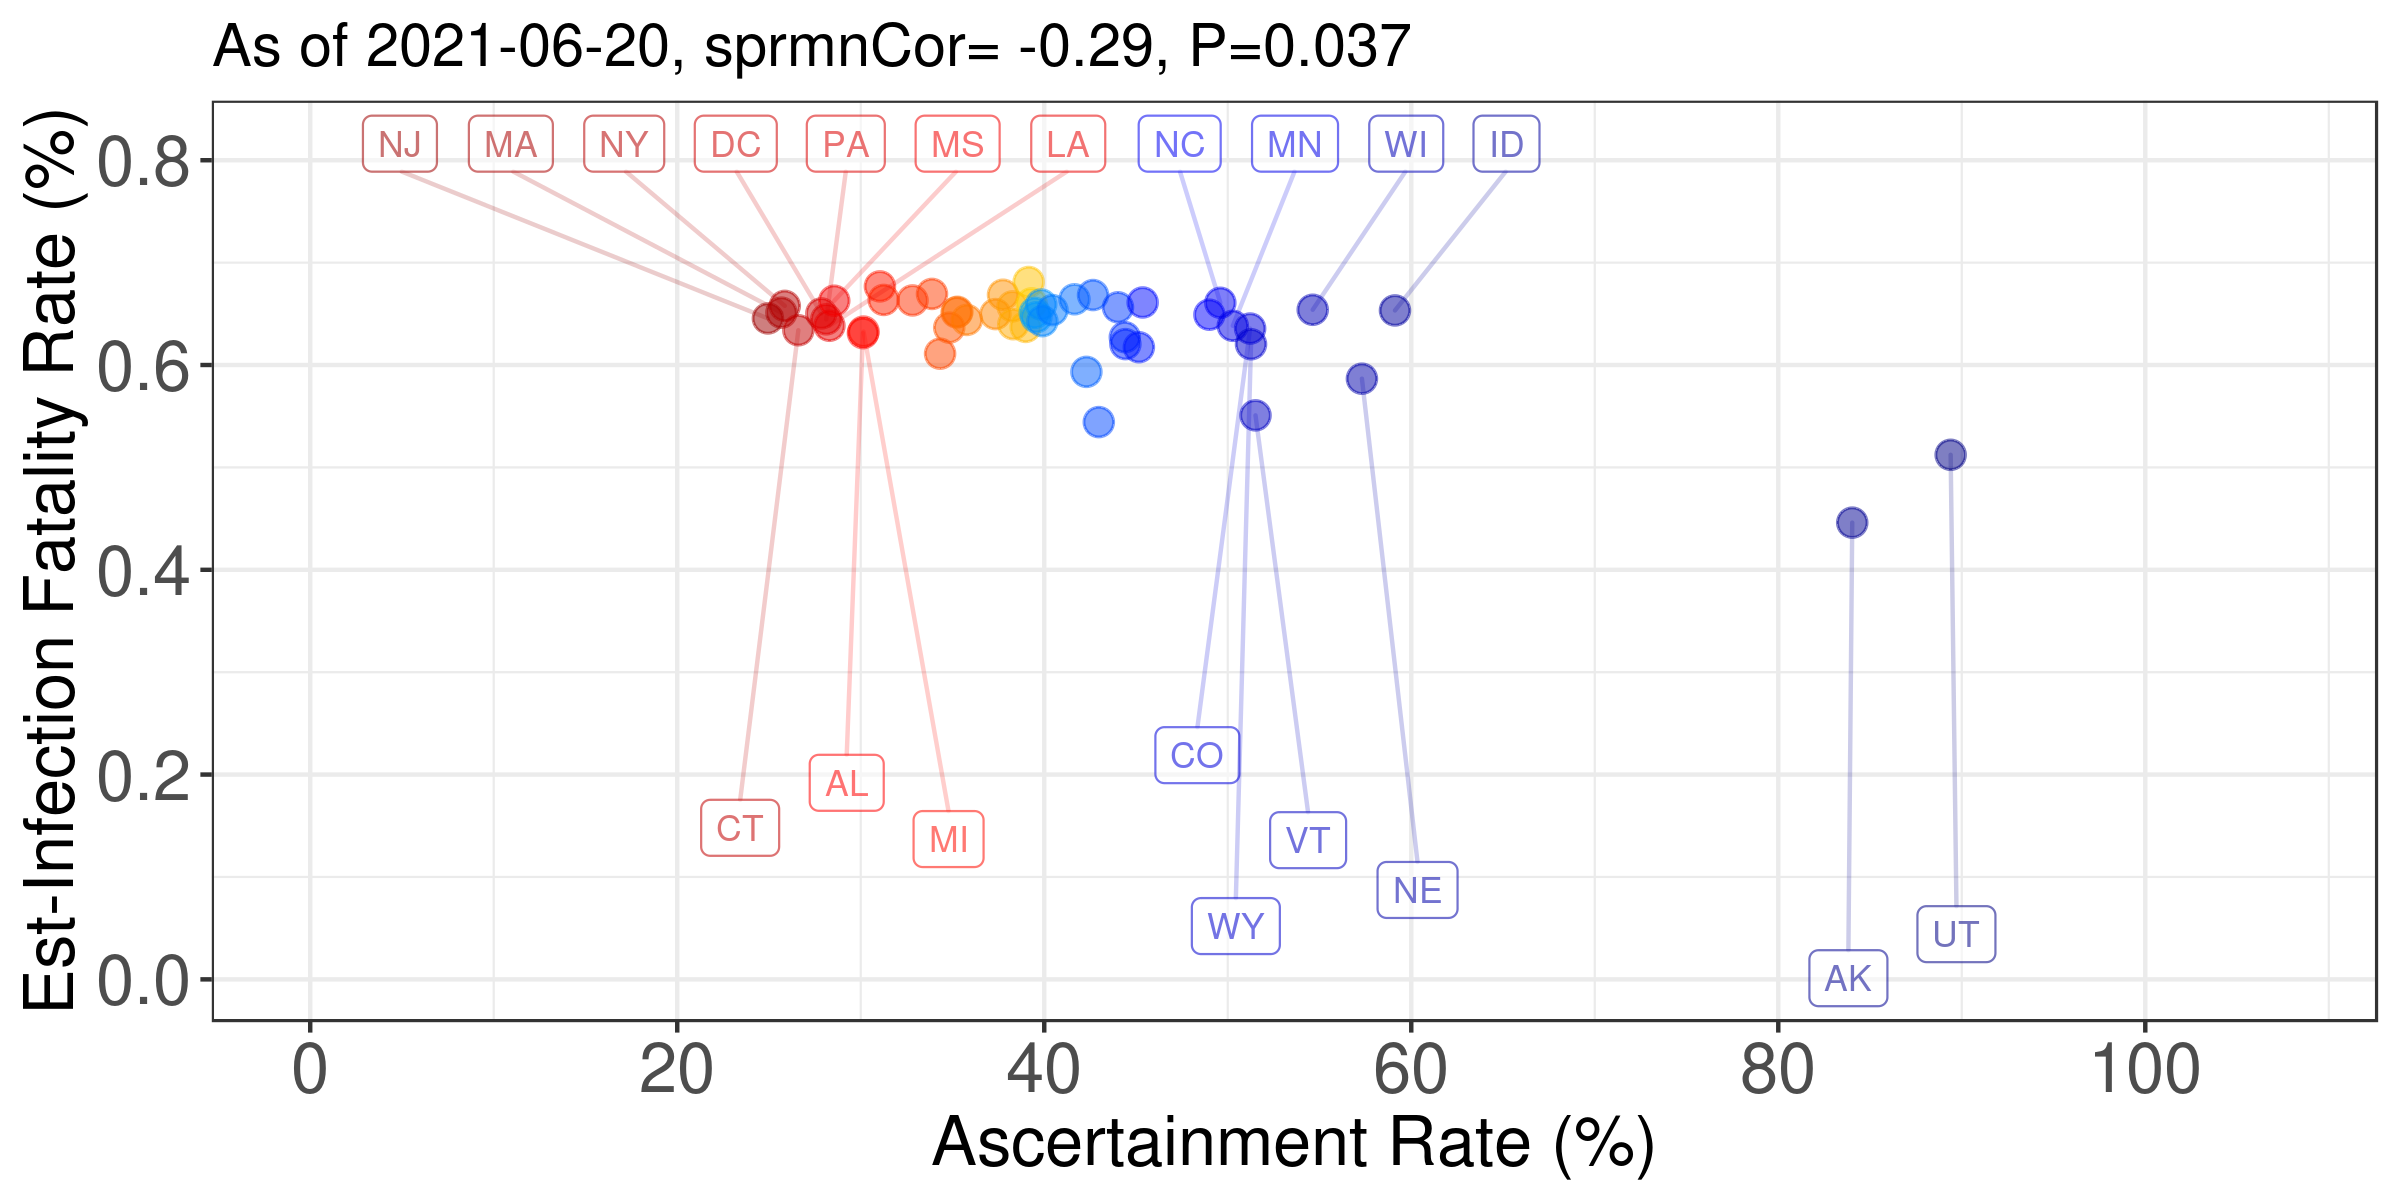 As of 2021-06-20, sprmnCor= -0.29, P=0.037
Est-Infection Fatality Rate (%)
0.8
0.6
0.4
0.2
0.0
NJ MA NY DC PA MS LA NC MN WI ID
CO
AL
CT
MI
VT
NE
WY
UT
AK
0 20 40 60 80 100
Ascertainment Rate (%)